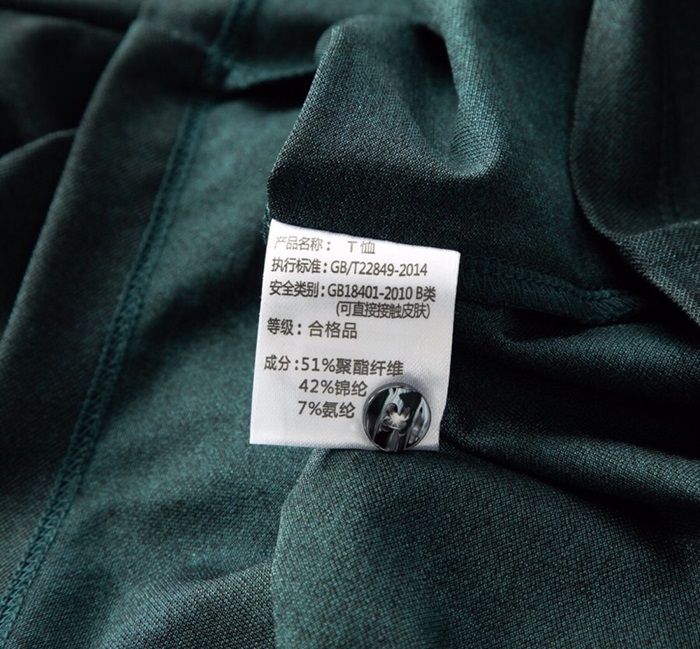 产品名称： T恤
执行标准：GB/T22849-2014
安全类别：GB18401-2010 B类
(可直接接触皮肤)
等级：合格品
成分：51%聚酯纤维
42%锦纶
7%氨纶